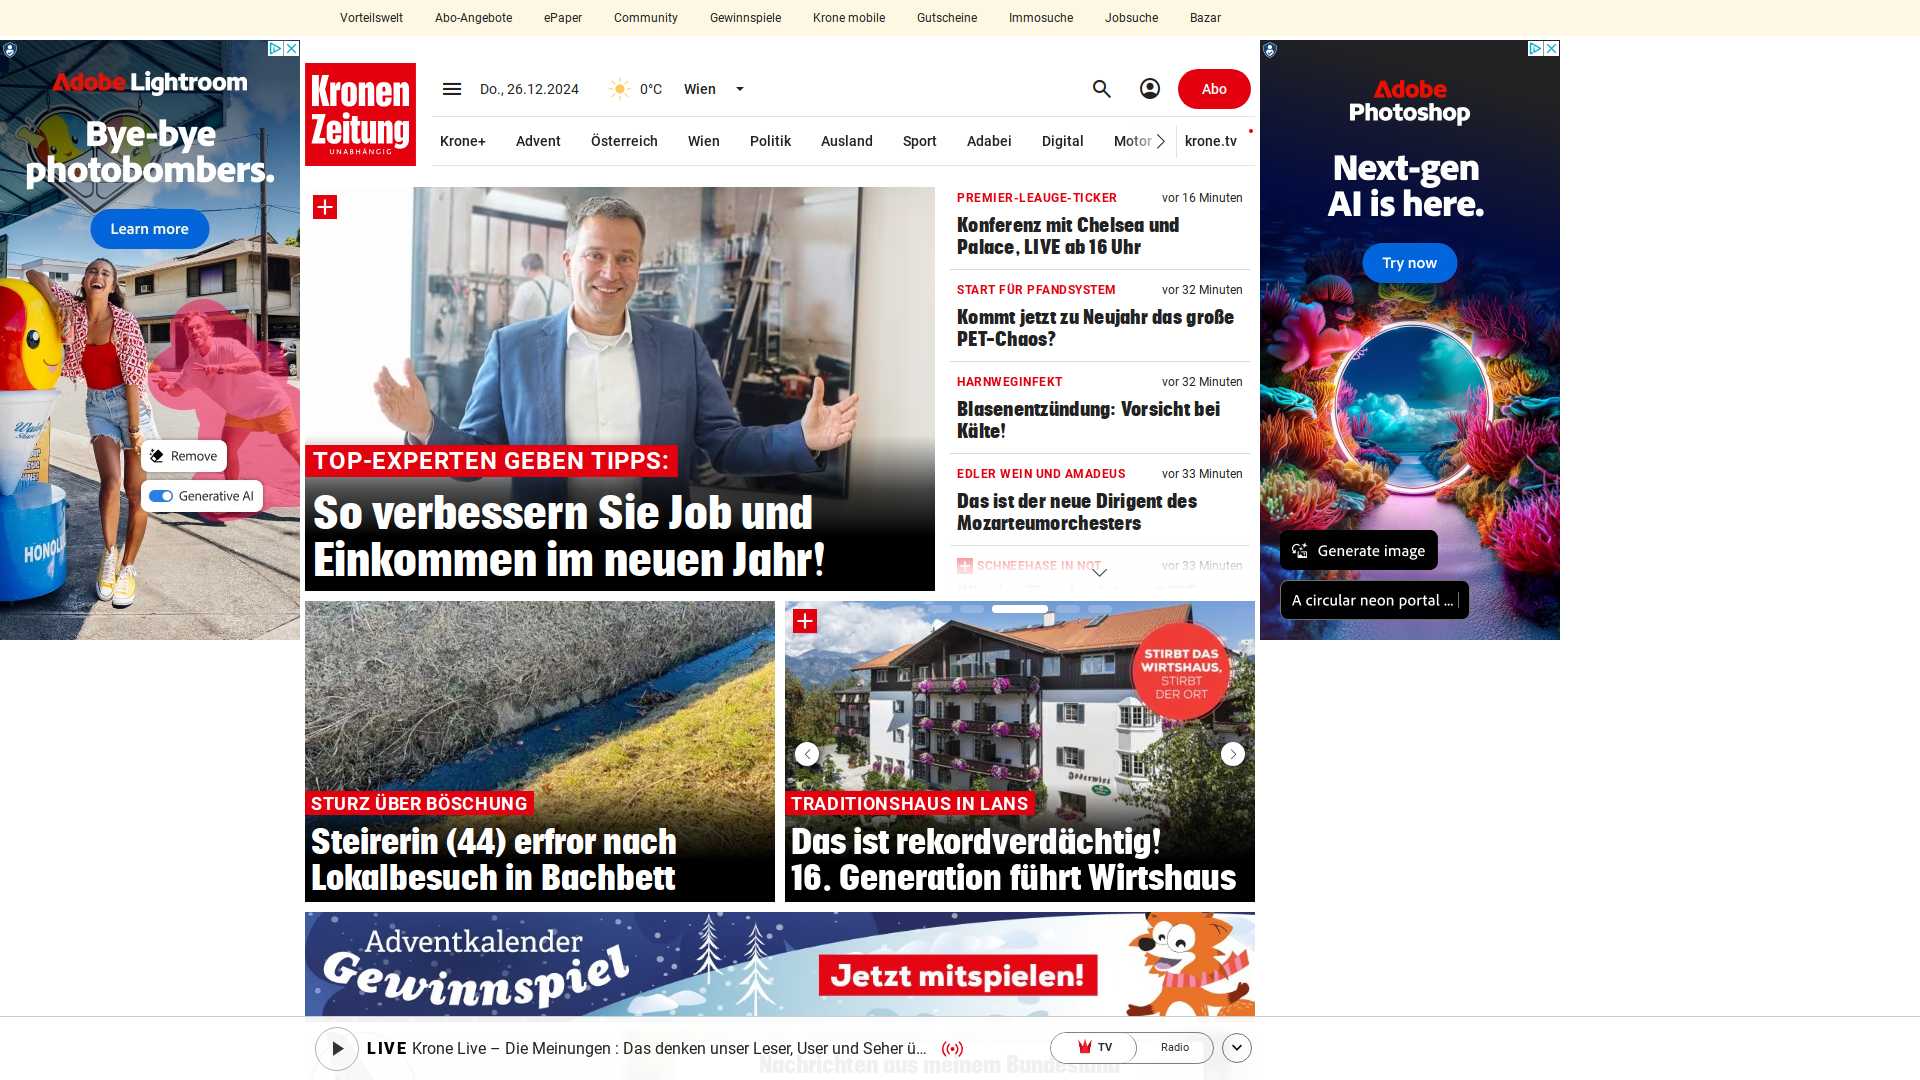 Vorteilswelt Abo-Angebote ePaper Community Gewinnspiele Krone mobile Gutscheine Immosuche Jobsuche Bazar
Adobe Lightroom
Bye-bye
photobombers.
Learn more
Remove
Generative AI
HONOL
Kronen
Zeitung
UNABHÄNGIG
Do., 26.12.2024 0°C Wien
Abo
Krone+ Advent Österreich Wien Politik Ausland Sport Adabei Digital Motor krone.tv
TOP-EXPERTEN GEBEN TIPPS:
So verbessern Sie Job und
Einkommen im neuen Jahr!
PREMIER-LEAUGE-TICKER vor 16 Minuten
Konferenz mit Chelsea und
Palace, LIVE ab 16 Uhr
START FÜR PFANDSYSTEM vor 32 Minuten
Kommt jetzt zu Neujahr das große
PET-Chaos?
HARNWEGINFEKT vor 32 Minuten
Blasenentzündung: Vorsicht bei
Kälte!
EDLER WEIN UND AMADEUS vor 33 Minuten
Das ist der neue Dirigent des
Mozarteumorchesters
SCHNEEHASE IN NOT vor 33 Minuten
Adobe
Photoshop
Next-gen
AI is here.
Try now
Generate image
A circular neon portal ...
STURZ ÜBER BÖSCHUNG
Steirerin (44) erfror nach
Lokalbesuch in Bachbett
STIRBT DAS
WIRTSHAUS,
STIRBT
DER ORT
TRADITIONSHAUS IN LANS
Das ist rekordverdächtig!
16. Generation führt Wirtshaus
Adventkalender
Gewinnspiel
Jetzt mitspielen!
LIVE Krone Live – Die Meinungen : Das denken unser Leser, User und Seher ü...
TV Radio
Nachrichten aus meinem Bundesland